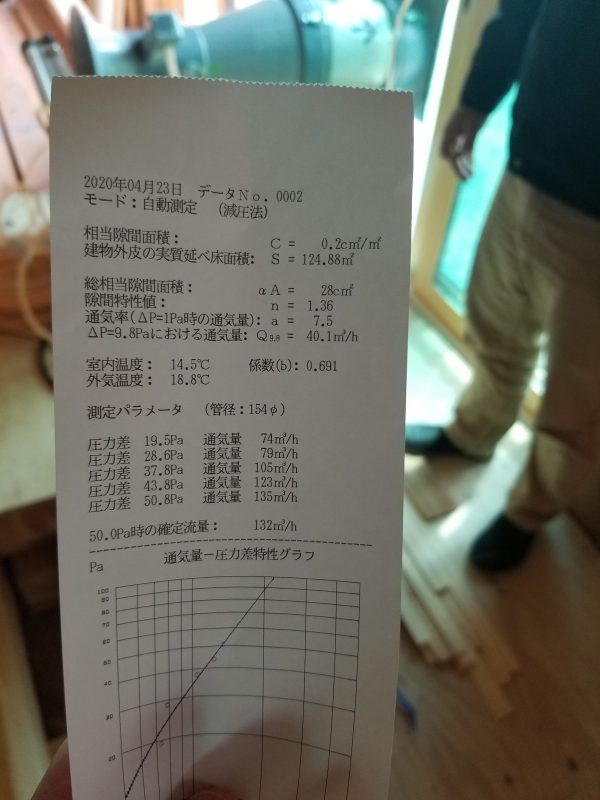 2020年04月23日 データNo. 0002
モード：自動測定 （減圧法）
相当隙間面積： C = 0.2c㎡/㎡
建物外皮の実質延べ床面積： S = 124.88㎡
総相当隙間面積： αA = 28c㎡
隙間特性値： n = 1.36
通気率(ΔP=1Pa時の通気量)： a = 7.5
ΔP=9.8Paにおける通気量： Q9.8 = 40.1㎥/h
室内温度： 14.5℃ 係数(b)： 0.691
外気温度： 18.8℃
測定パラメータ （管径：154φ）
圧力差 19.5Pa 通気量 74㎥/h
圧力差 28.6Pa 通気量 79㎥/h
圧力差 37.8Pa 通気量 105㎥/h
圧力差 43.8Pa 通気量 123㎥/h
圧力差 50.8Pa 通気量 135㎥/h
50.0Pa時の確定流量： 132㎥/h
通気量－圧力差特性グラフ
Pa
100
90
80
70
60
50
40
30
20